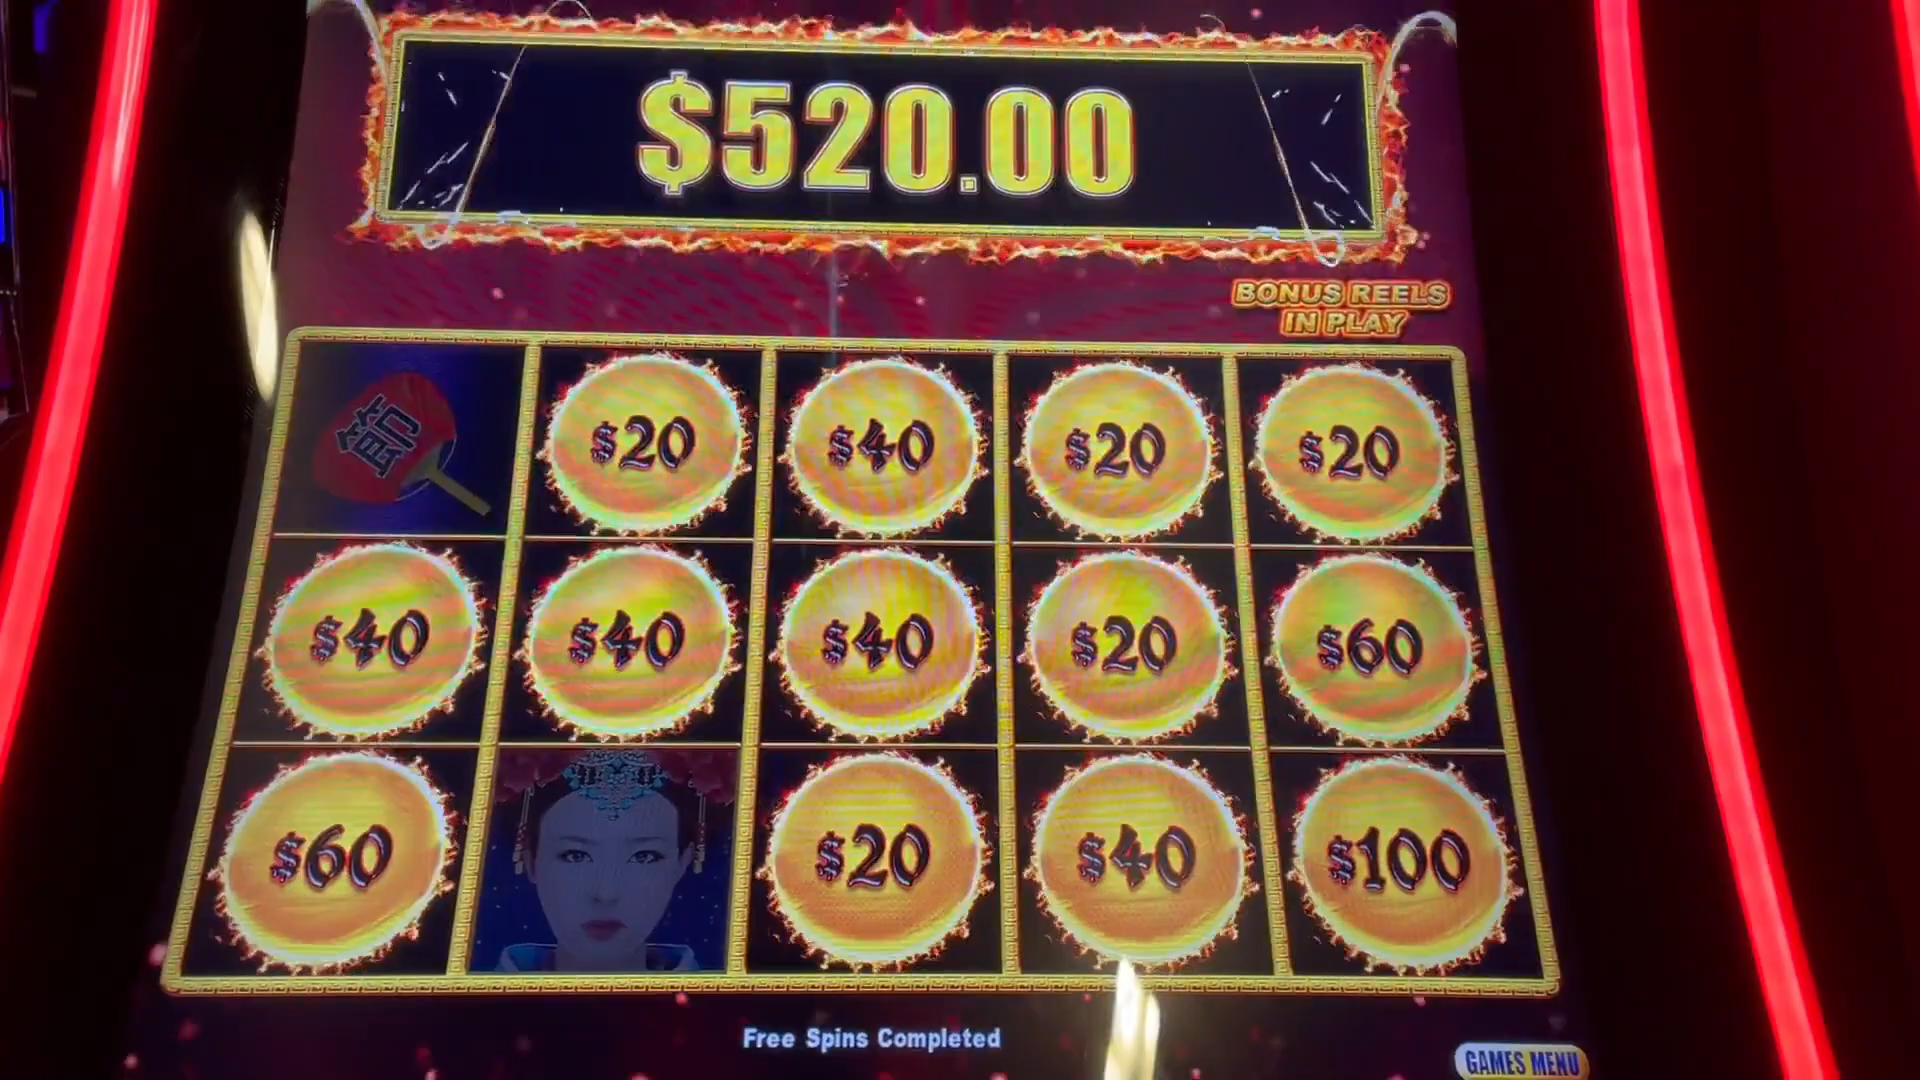 $520.00
BONUS REELS
IN PLAY
$20 $40 $20 $20
$40 $40 $40 $20 $60
$60 $20 $40 $100
Free Spins Completed
GAMES MENU